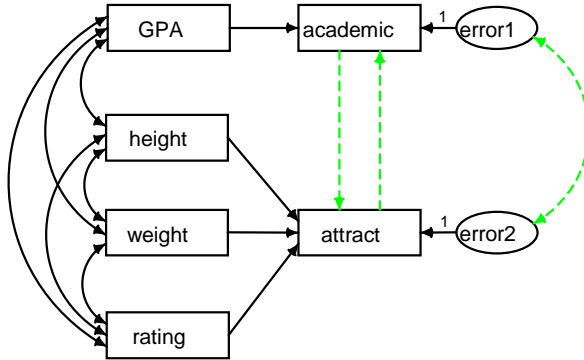 GPA
academic
1
error1
height
weight
attract
1
error2
rating